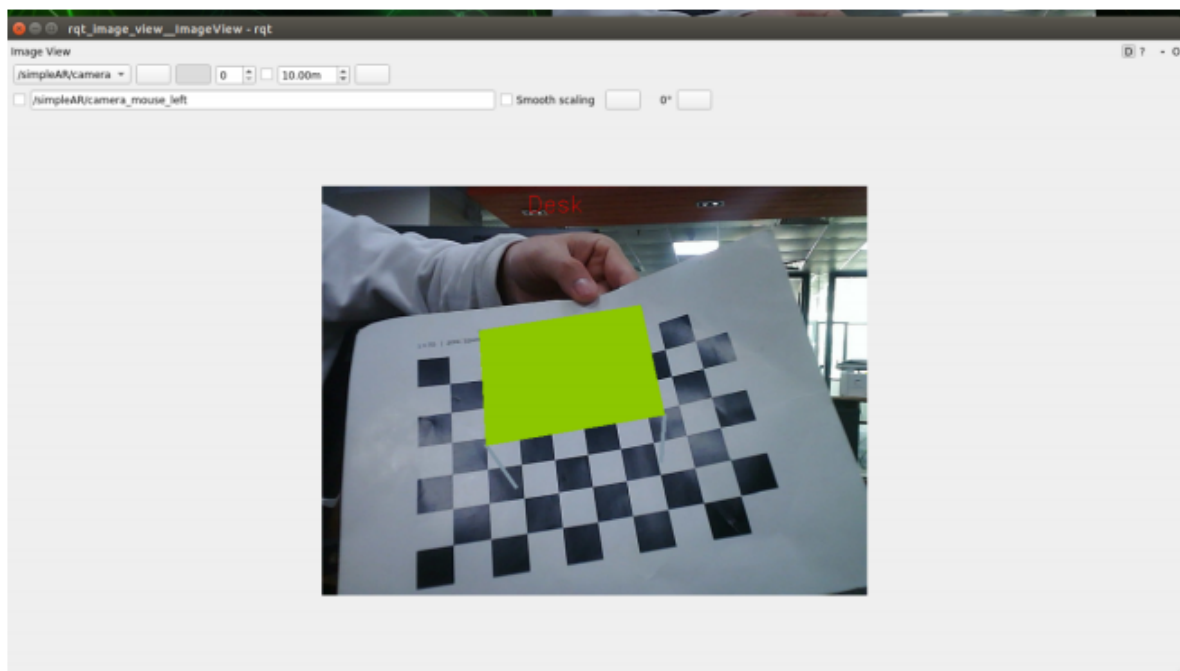 rqt_image_view__ImageView - rqt
Image View
D ? - O
/simpleAR/camera 0 10.00m
/simpleAR/camera_mouse_left Smooth scaling 0°
Desk